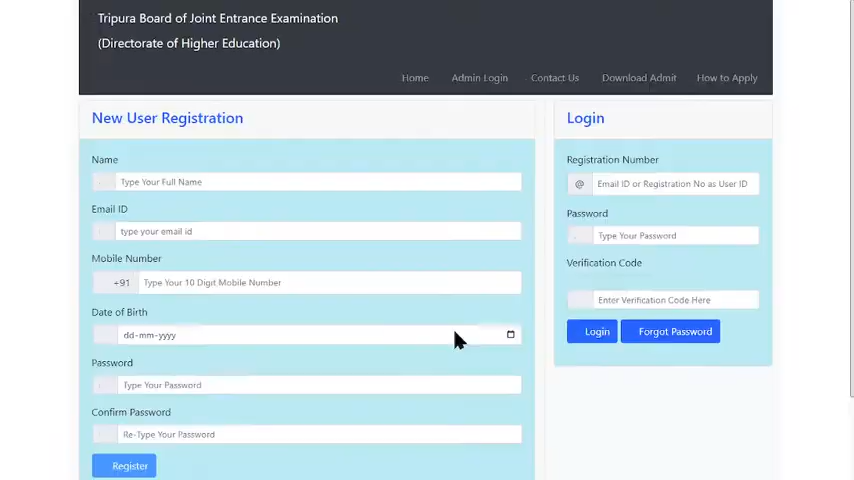 Tripura Board of Joint Entrance Examination
(Directorate of Higher Education)
Home Admin Login Contact Us Download Admit How to Apply
New User Registration
Name
Type Your Full Name
Email ID
type your email id
Mobile Number
+91 Type Your 10 Digit Mobile Number
Date of Birth
dd-mm-yyyy
Password
Type Your Password
Confirm Password
Re-Type Your Password
Register
Login
Registration Number
@ Email ID or Registration No as User ID
Password
Type Your Password
Verification Code
Enter Verification Code Here
Login Forgot Password